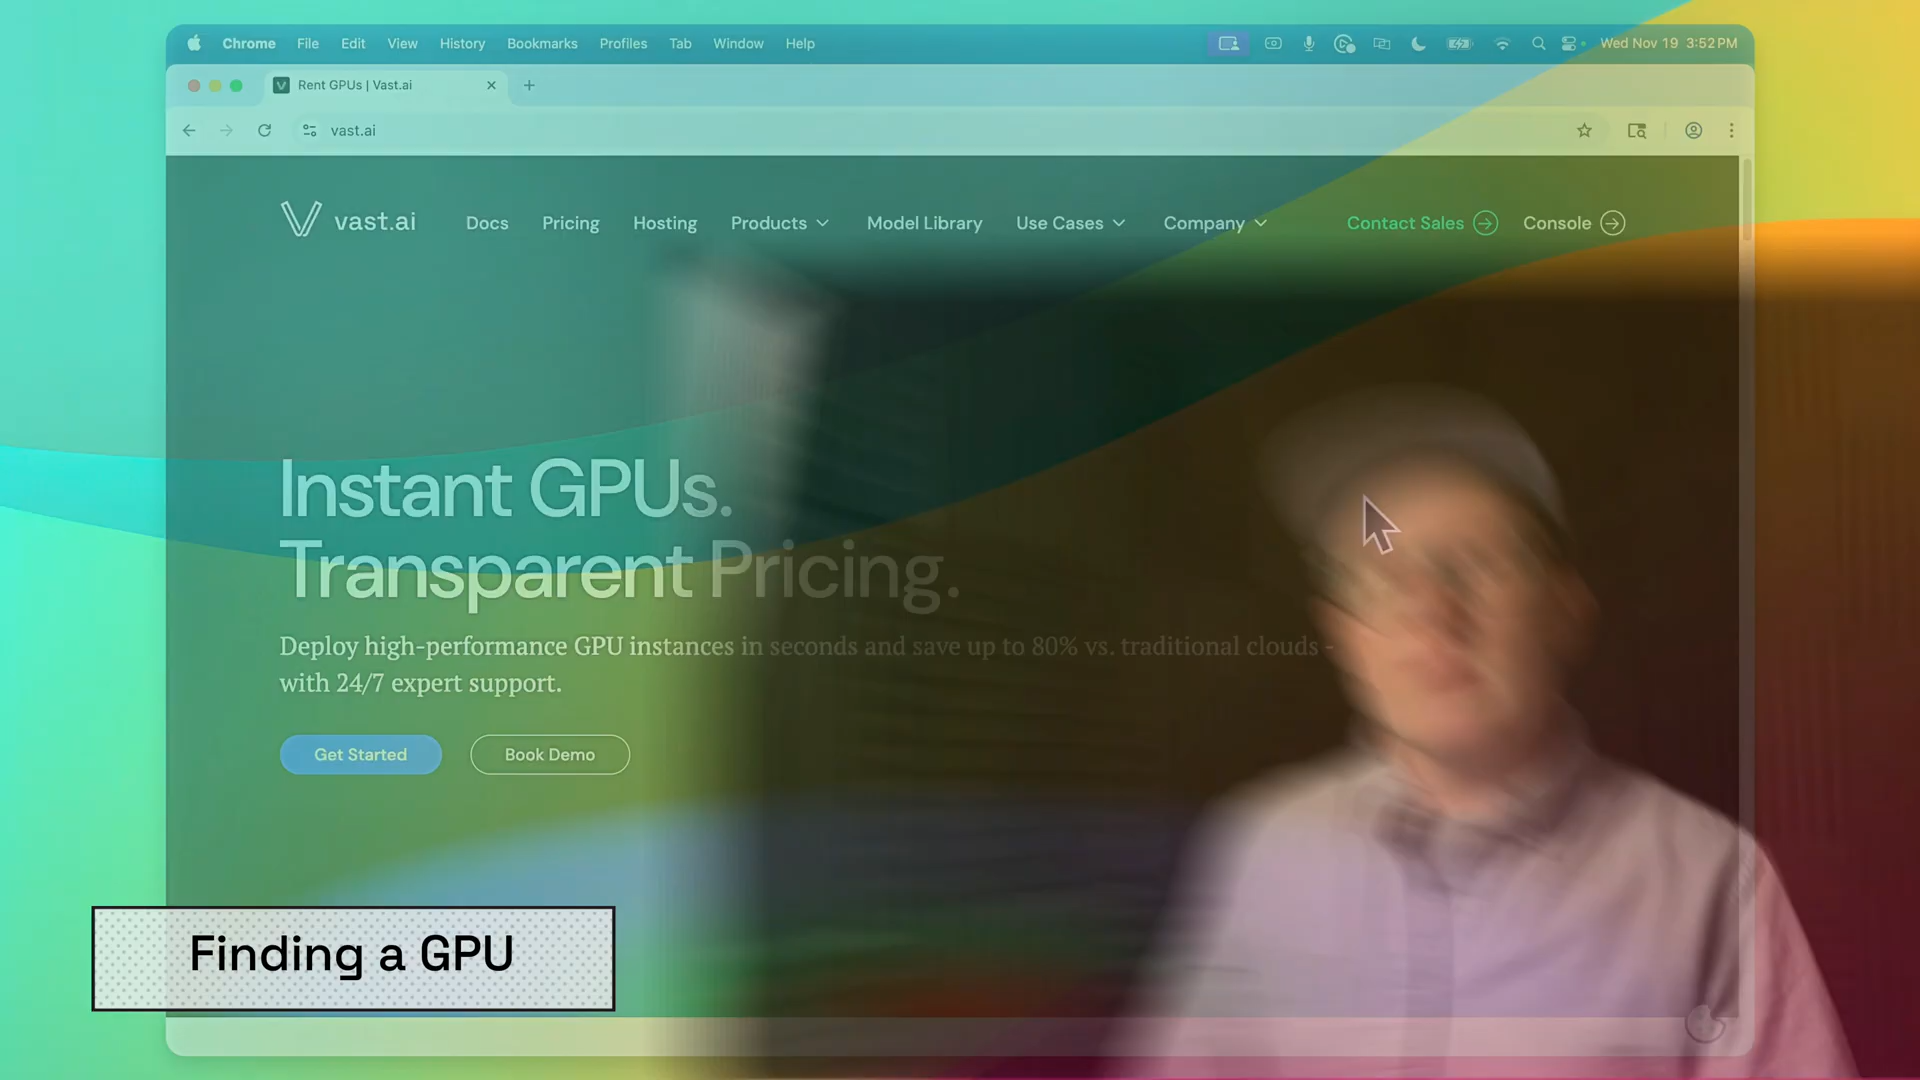 Chrome File Edit View History Bookmarks Profiles Tab Window Help Wed Nov 19 3:52 PM
Rent GPUs | Vast.ai
vast.ai
vast.ai Docs Pricing Hosting Products Model Library Use Cases Company Contact Sales Console
Instant GPUs.
Transparent Pricing.
Deploy high-performance GPU instances in seconds and save up to 80% vs. traditional clouds -
with 24/7 expert support.
Get Started Book Demo
Finding a GPU